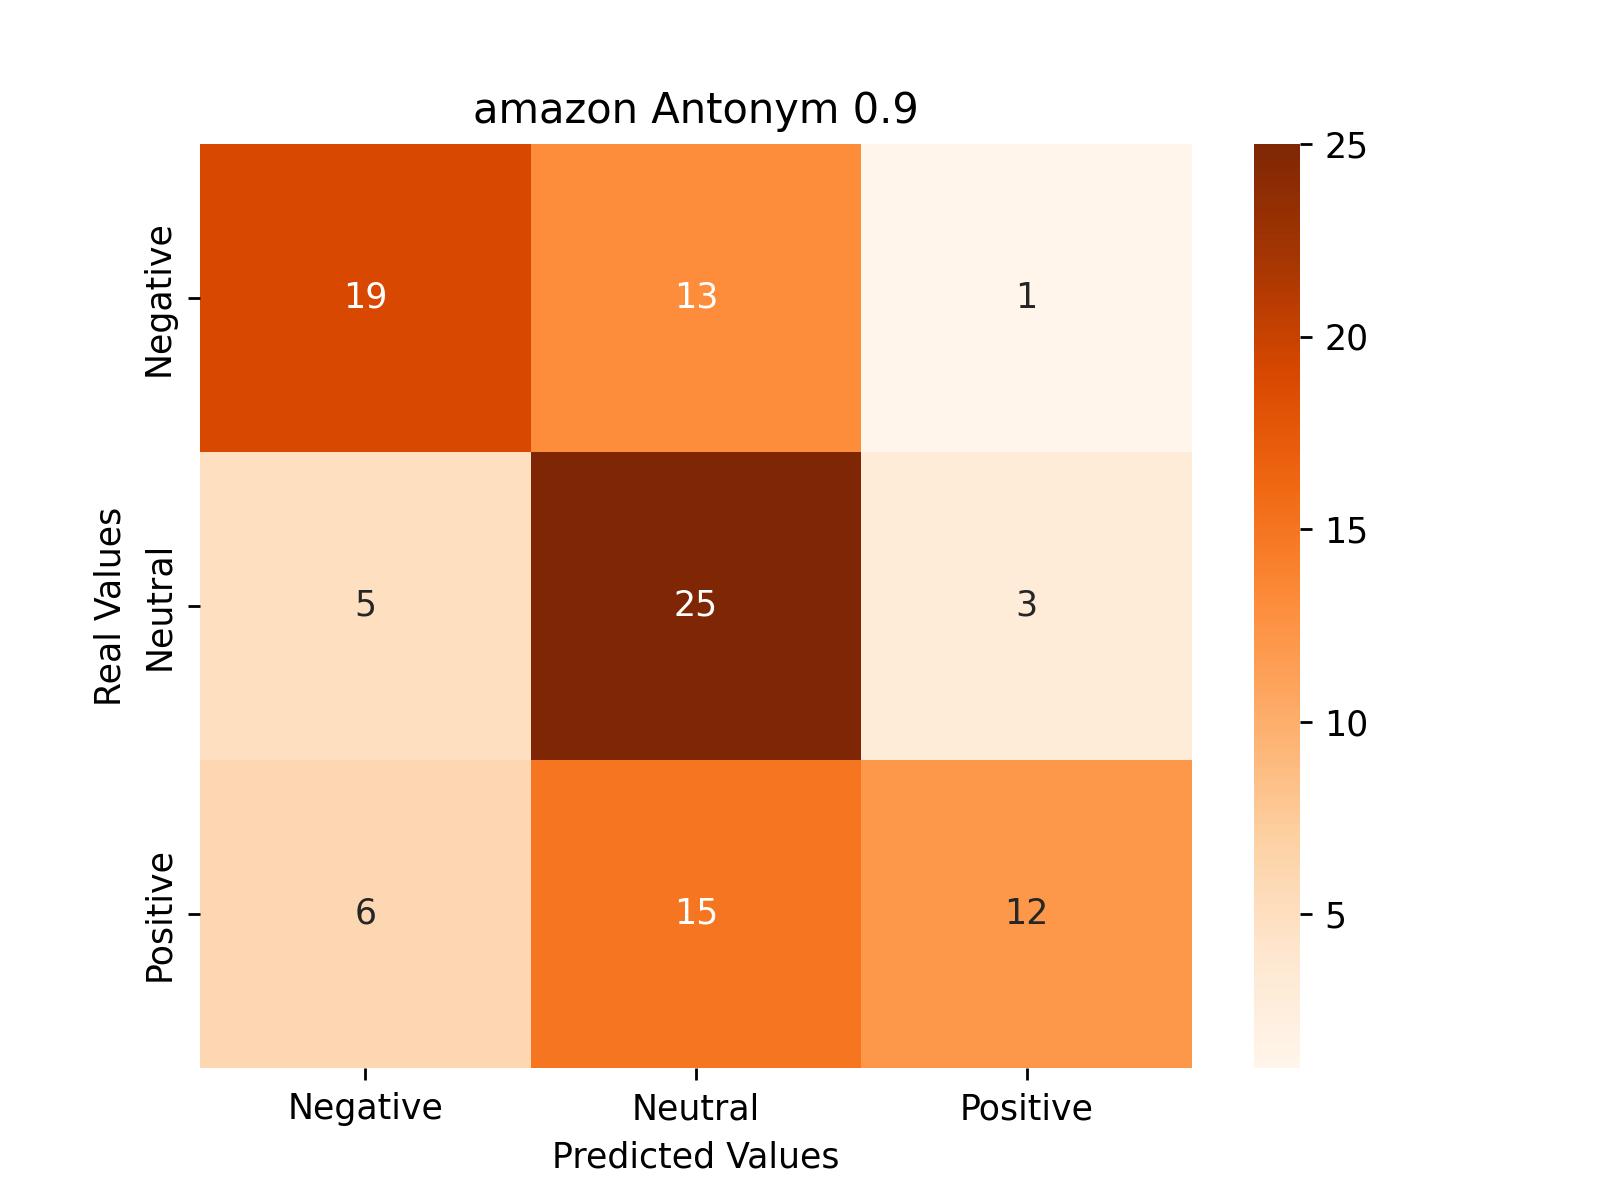 amazon Antonym 0.9
Real Values
Negative
19
13
1
Neutral
5
25
3
Positive
6
15
12
Negative
Neutral
Positive
Predicted Values
25
20
15
10
5